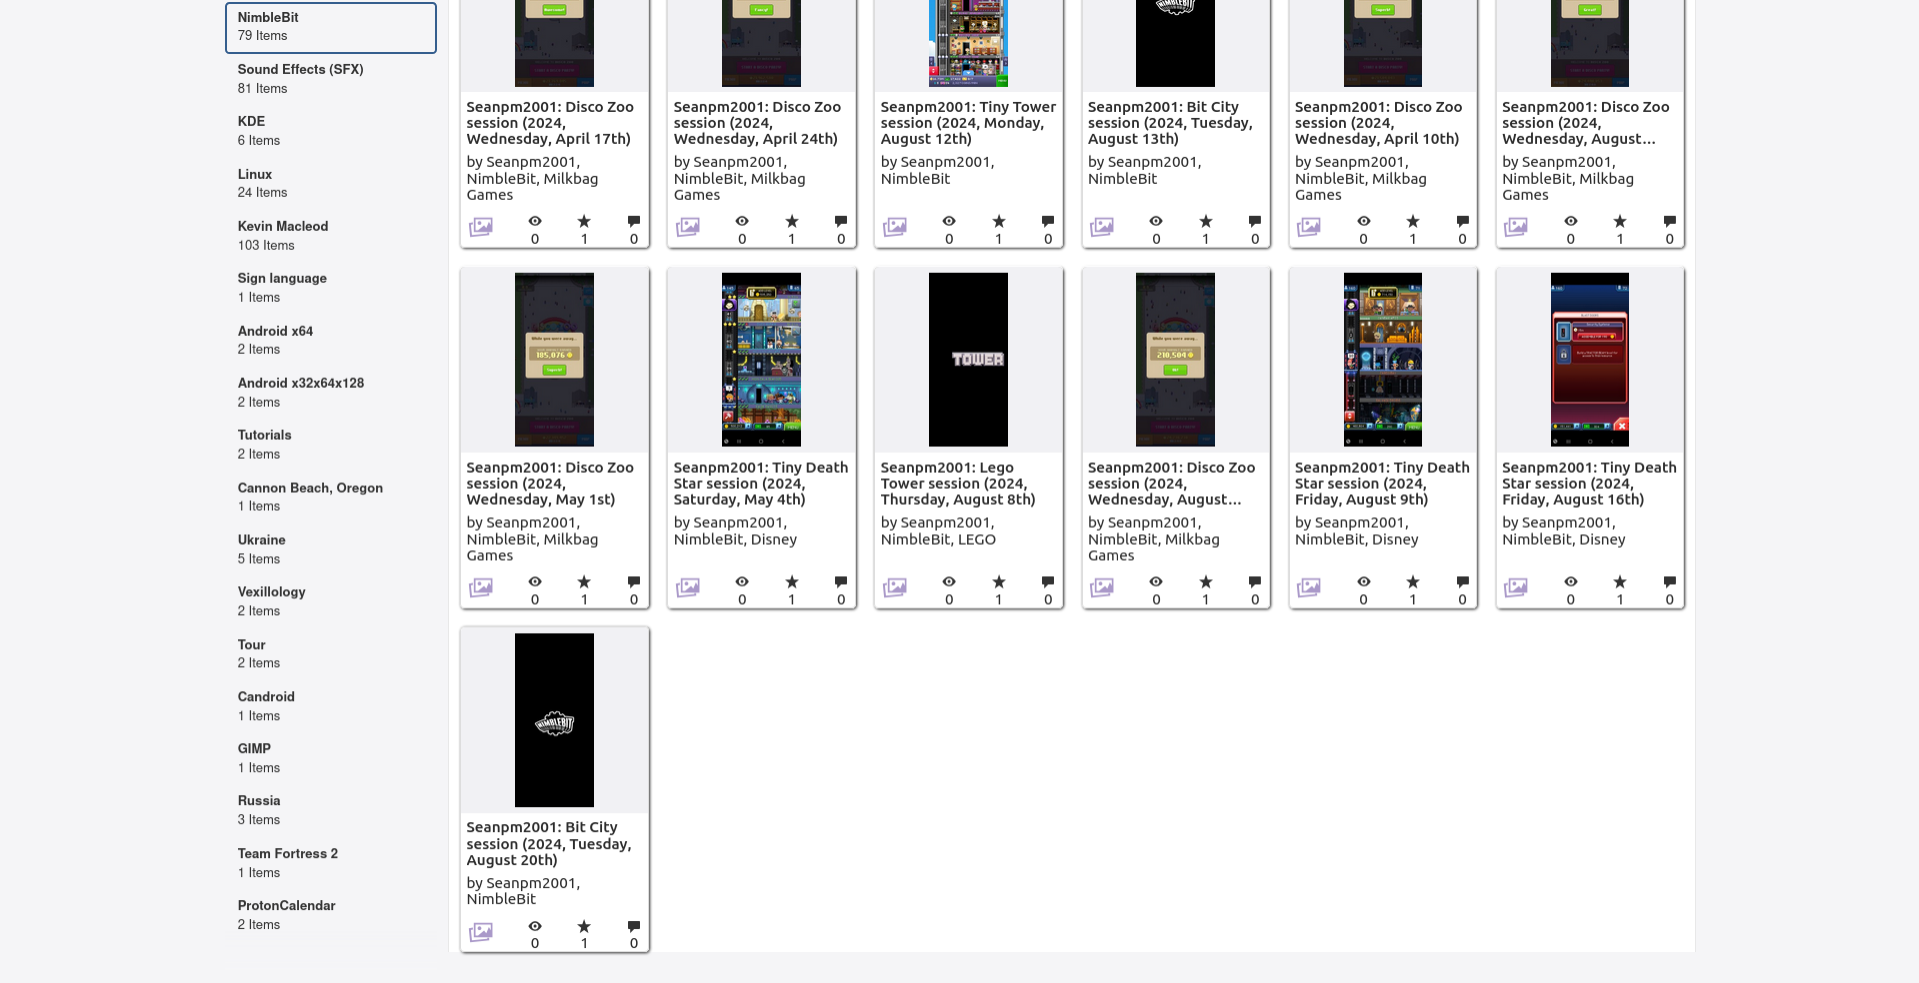 NimbleBit
79 Items
Sound Effects (SFX)
81 Items
KDE
6 Items
Linux
24 Items
Kevin Macleod
103 Items
Sign language
1 Items
Android x64
2 Items
Android x32x64x128
2 Items
Tutorials
2 Items
Cannon Beach, Oregon
1 Items
Ukraine
5 Items
Vexillology
2 Items
Tour
2 Items
Candroid
1 Items
GIMP
1 Items
Russia
3 Items
Team Fortress 2
1 Items
ProtonCalendar
2 Items
NIMBLEBIT
Seanpm2001: Disco Zoo
session (2024,
Wednesday, April 17th)
by Seanpm2001,
NimbleBit, Milkbag
Games
0 1 0
Seanpm2001: Disco Zoo
session (2024,
Wednesday, April 24th)
by Seanpm2001,
NimbleBit, Milkbag
Games
0 1 0
Seanpm2001: Tiny Tower
session (2024, Monday,
August 12th)
by Seanpm2001,
NimbleBit
0 1 0
Seanpm2001: Bit City
session (2024, Tuesday,
August 13th)
by Seanpm2001,
NimbleBit
0 1 0
Seanpm2001: Disco Zoo
session (2024,
Wednesday, April 10th)
by Seanpm2001,
NimbleBit, Milkbag
Games
0 1 0
Seanpm2001: Disco Zoo
session (2024,
Wednesday, August...
by Seanpm2001,
NimbleBit, Milkbag
Games
0 1 0
While you were away...
185,076
Seanpm2001: Disco Zoo
session (2024,
Wednesday, May 1st)
by Seanpm2001,
NimbleBit, Milkbag
Games
0 1 0
Seanpm2001: Tiny Death
Star session (2024,
Saturday, May 4th)
by Seanpm2001,
NimbleBit, Disney
0 1 0
TOWER
Seanpm2001: Lego
Tower session (2024,
Thursday, August 8th)
by Seanpm2001,
NimbleBit, LEGO
0 1 0
While you were away...
210,504
Seanpm2001: Disco Zoo
session (2024,
Wednesday, August...
by Seanpm2001,
NimbleBit, Milkbag
Games
0 1 0
Seanpm2001: Tiny Death
Star session (2024,
Friday, August 9th)
by Seanpm2001,
NimbleBit, Disney
0 1 0
Seanpm2001: Tiny Death
Star session (2024,
Friday, August 16th)
by Seanpm2001,
NimbleBit, Disney
0 1 0
NIMBLEBIT
Seanpm2001: Bit City
session (2024, Tuesday,
August 20th)
by Seanpm2001,
NimbleBit
0 1 0